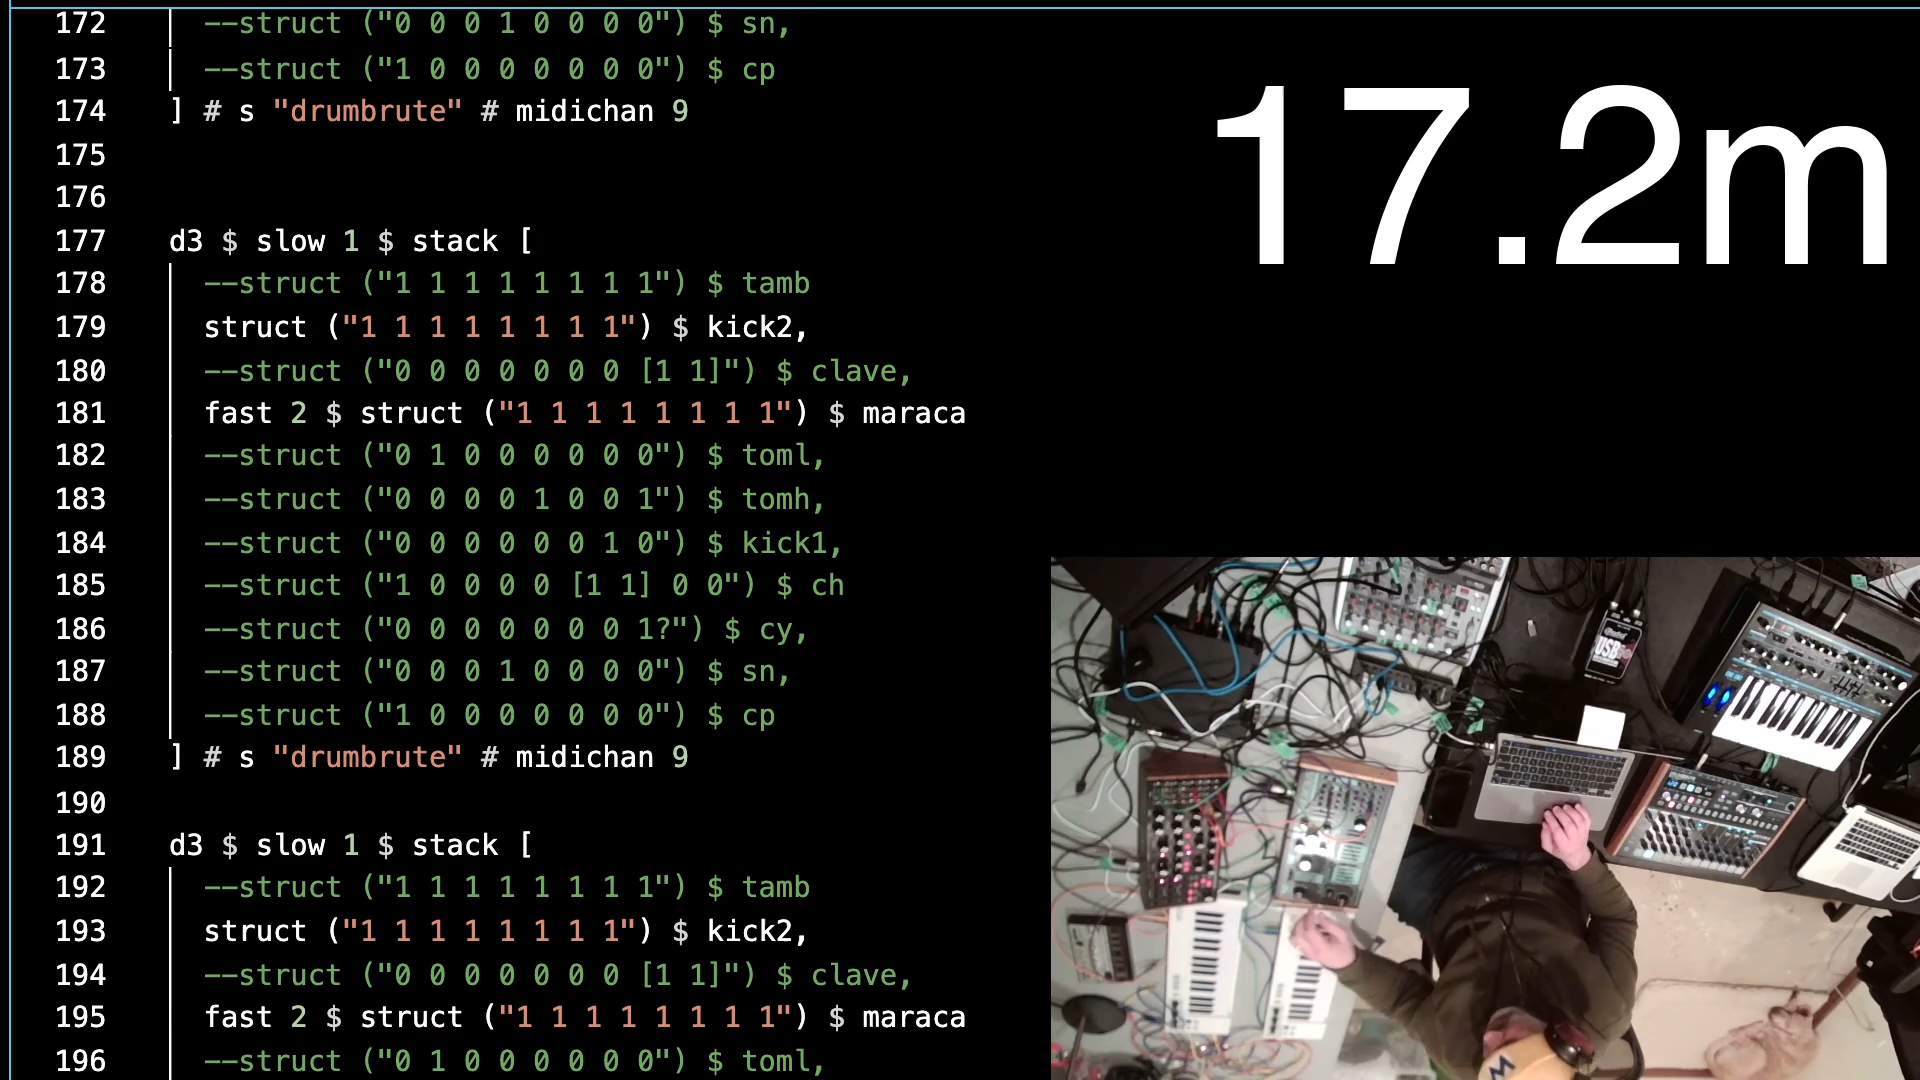 172 --struct ("0 0 0 1 0 0 0 0") $ sn,
173 --struct ("1 0 0 0 0 0 0 0") $ cp
174 ] # s "drumbrute" # midichan 9
175
176
177 d3 $ slow 1 $ stack [
178 --struct ("1 1 1 1 1 1 1 1") $ tamb
179 struct ("1 1 1 1 1 1 1 1") $ kick2,
180 --struct ("0 0 0 0 0 0 0 [1 1]") $ clave,
181 fast 2 $ struct ("1 1 1 1 1 1 1 1") $ maraca
182 --struct ("0 1 0 0 0 0 0 0") $ toml,
183 --struct ("0 0 0 0 1 0 0 1") $ tomh,
184 --struct ("0 0 0 0 0 0 1 0") $ kick1,
185 --struct ("1 0 0 0 0 [1 1] 0 0") $ ch
186 --struct ("0 0 0 0 0 0 0 1?") $ cy,
187 --struct ("0 0 0 1 0 0 0 0") $ sn,
188 --struct ("1 0 0 0 0 0 0 0") $ cp
189 ] # s "drumbrute" # midichan 9
190
191 d3 $ slow 1 $ stack [
192 --struct ("1 1 1 1 1 1 1 1") $ tamb
193 struct ("1 1 1 1 1 1 1 1") $ kick2,
194 --struct ("0 0 0 0 0 0 0 [1 1]") $ clave,
195 fast 2 $ struct ("1 1 1 1 1 1 1 1") $ maraca
196 --struct ("0 1 0 0 0 0 0 0") $ toml,
17.2m
USB